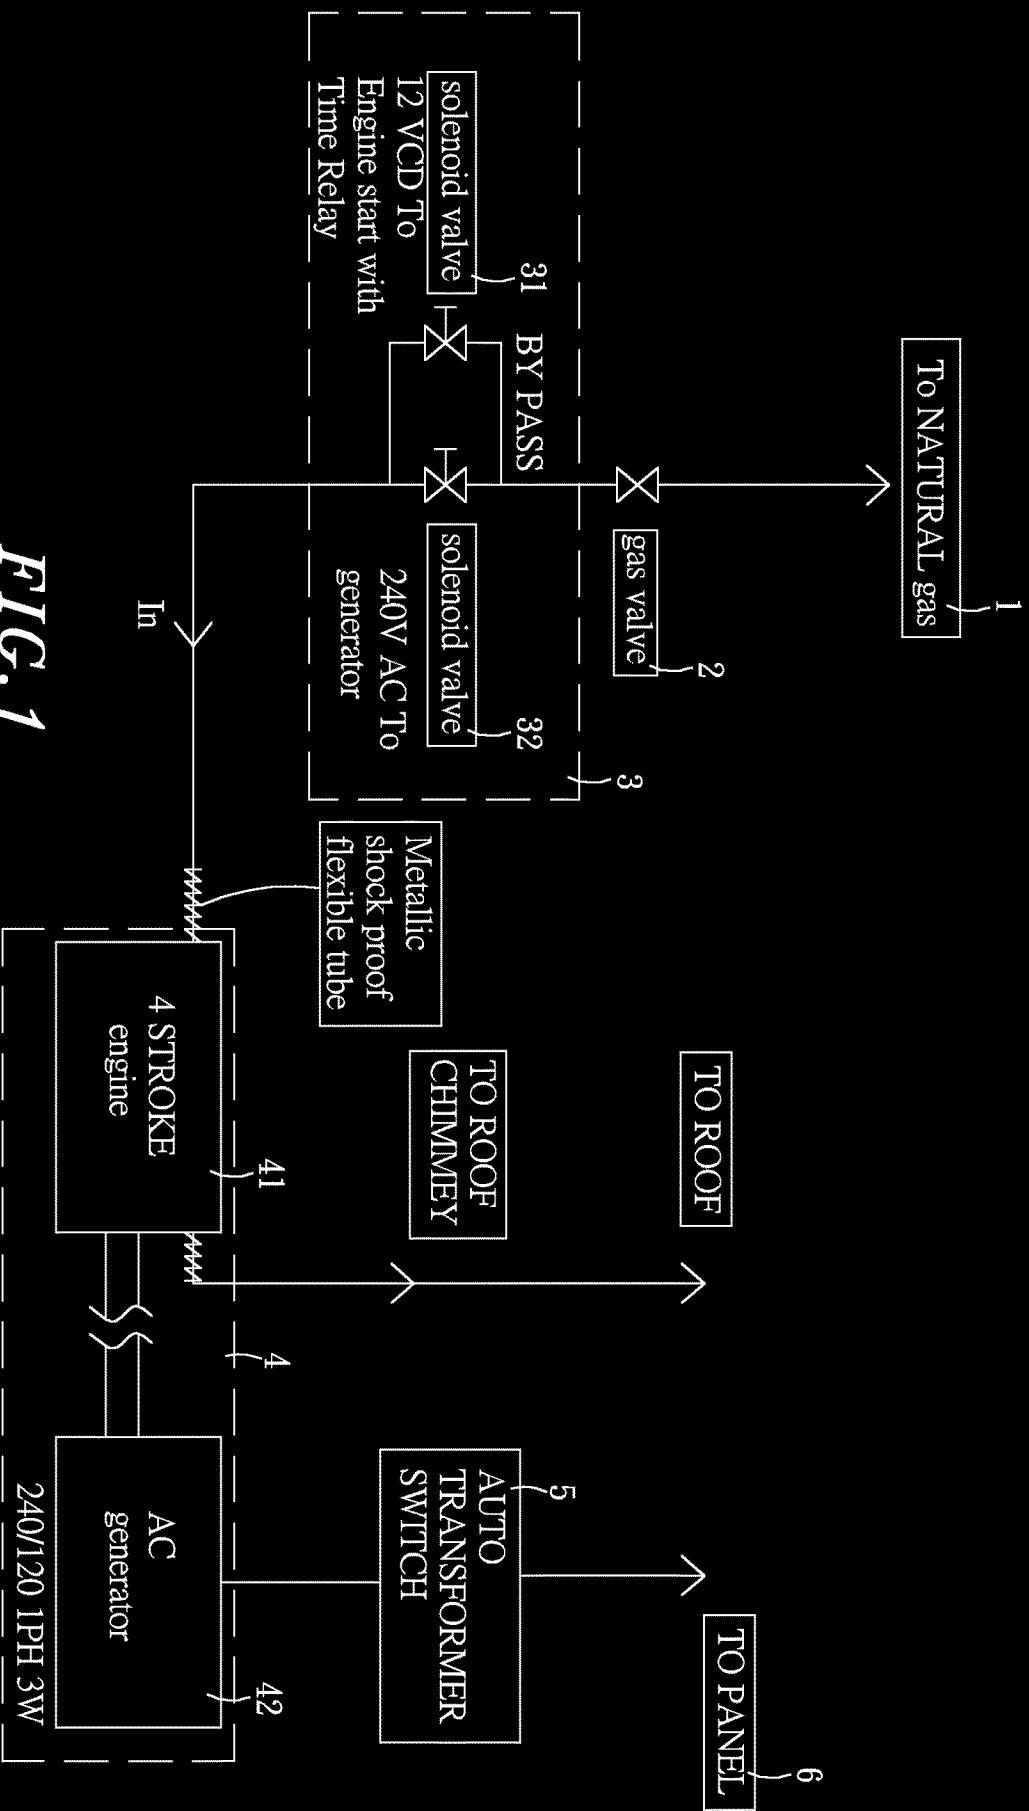 To NATURAL gas
1
gas valve
2
3
BY PASS
31
solenoid valve
12 VCD To
Engine start with
Time Relay
32
solenoid valve
240V AC To
generator
In
Metallic
shock proof
flexible tube
TO ROOF
TO ROOF
CHIMMEY
4 STROKE
engine
41
4
5
AUTO
TRANSFORMER
SWITCH
TO PANEL
6
AC
generator
42
240/120 1PH 3W
FIG.1